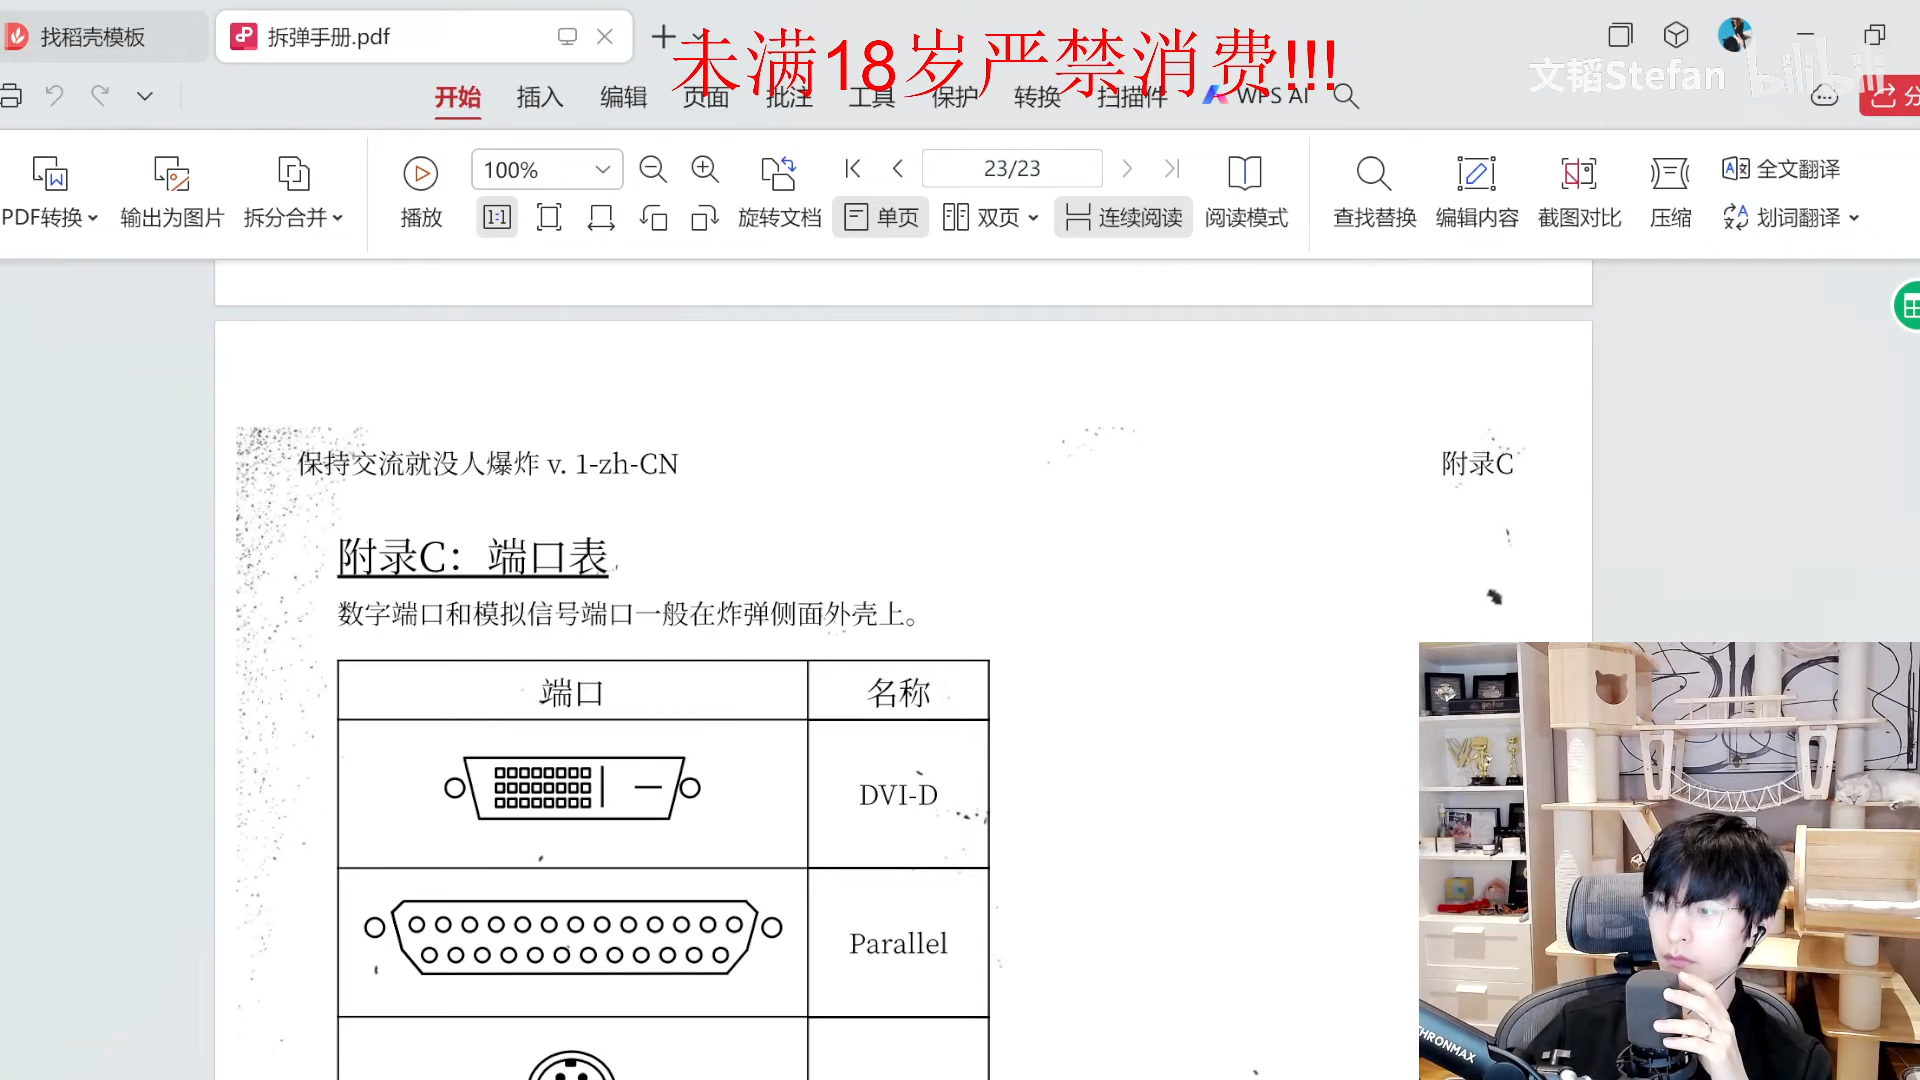 找稻壳模板
拆弹手册.pdf
未满18岁严禁消费!!!
文韬Stefan
bilibili
开始 插入 编辑 页面 批注 工具 保护 转换 扫描件 WPS AI
分
PDF转换 输出为图片 拆分合并 播放 100% 旋转文档 23/23 单页 双页 连续阅读 阅读模式 查找替换 编辑内容 截图对比 压缩 全文翻译
划词翻译
保持交流就没人爆炸 v. 1-zh-CN
附录C
附录C：端口表
数字端口和模拟信号端口一般在炸弹侧面外壳上。
端口 名称
DVI-D
Parallel
CHRONMAX